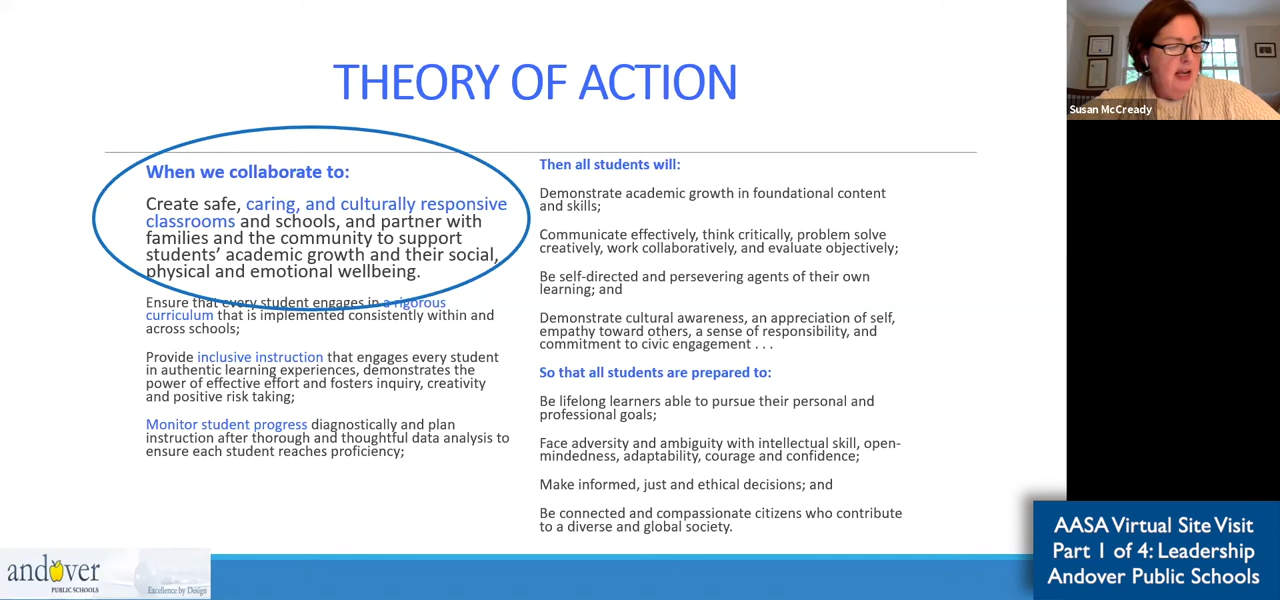 THEORY OF ACTION
When we collaborate to:
Create safe, caring, and culturally responsive
classrooms and schools, and partner with
families and the community to support
students’ academic growth and their social,
physical and emotional wellbeing.
Ensure that every student engages in a rigorous
curriculum that is implemented consistently within and
across schools;
Provide inclusive instruction that engages every student
in authentic learning experiences, demonstrates the
power of effective effort and fosters inquiry, creativity
and positive risk taking;
Monitor student progress diagnostically and plan
instruction after thorough and thoughtful data analysis to
ensure each student reaches proficiency;
Then all students will:
Demonstrate academic growth in foundational content
and skills;
Communicate effectively, think critically, problem solve
creatively, work collaboratively, and evaluate objectively;
Be self-directed and persevering agents of their own
learning; and
Demonstrate cultural awareness, an appreciation of self,
empathy toward others, a sense of responsibility, and
commitment to civic engagement . . .
So that all students are prepared to:
Be lifelong learners able to pursue their personal and
professional goals;
Face adversity and ambiguity with intellectual skill, open-
mindedness, adaptability, courage and confidence;
Make informed, just and ethical decisions; and
Be connected and compassionate citizens who contribute
to a diverse and global society.
Susan McCready
AASA Virtual Site Visit
Part 1 of 4: Leadership
Andover Public Schools
andover
PUBLIC SCHOOLS
Excellence by Design